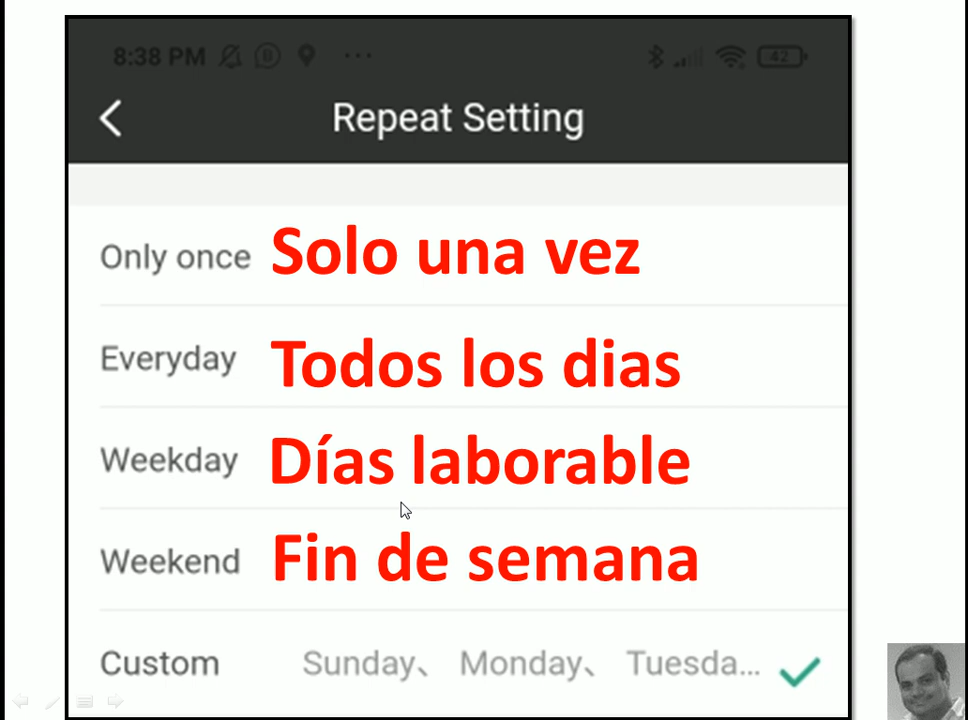 8:38 PM ... 42
Repeat Setting
Only once Solo una vez
Everyday Todos los dias
Weekday Días laborable
Weekend Fin de semana
Custom Sunday、 Monday、 Tuesda...